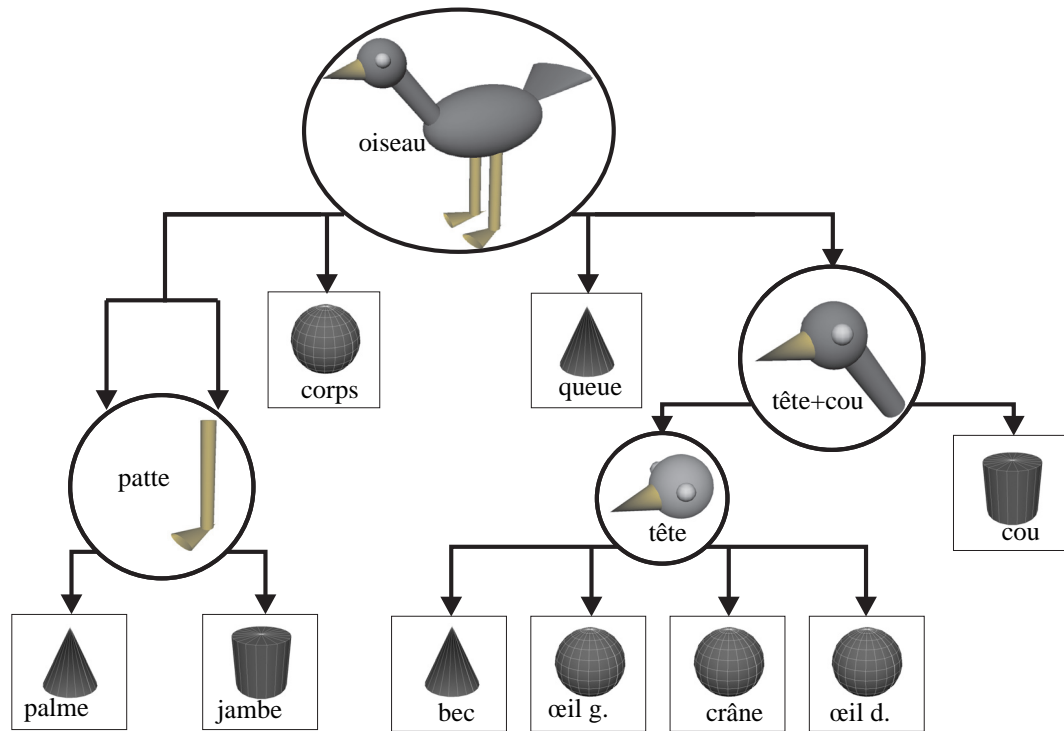 oiseau
corps
queue
tête+cou
patte
tête
cou
palme
jambe
bec
œil g.
crâne
œil d.